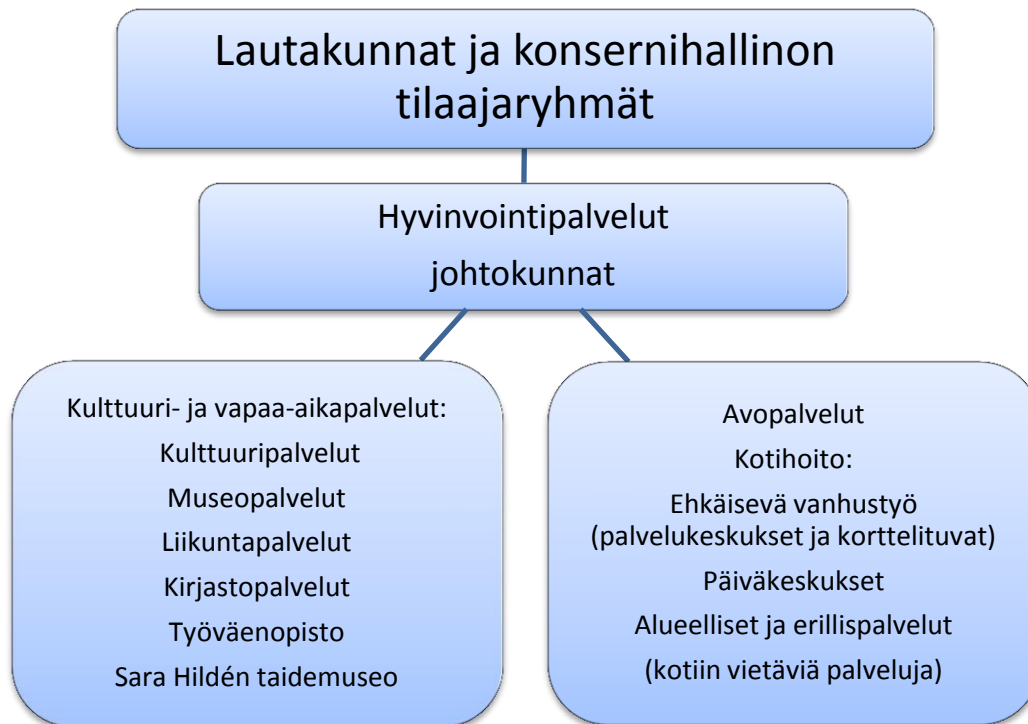 Lautakunnat ja konsernihallinon
tilaajaryhmät
Hyvinvointipalvelut
johtokunnat
Kulttuuri- ja vapaa-aikapalvelut:
Kulttuuripalvelut
Museopalvelut
Liikuntapalvelut
Kirjastopalvelut
Työväenopisto
Sara Hildén taidemuseo
Avopalvelut
Kotihoito:
Ehkäisevä vanhustyö
(palvelukeskukset ja korttelituvat)
Päiväkeskukset
Alueelliset ja erillispalvelut
(kotiin vietäviä palveluja)